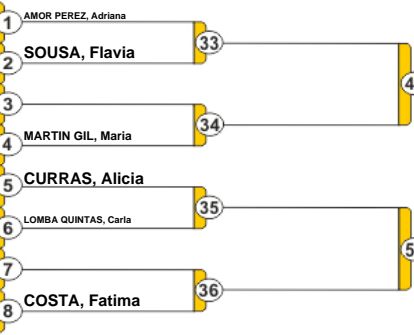 1 AMOR PEREZ, Adriana
33
2 SOUSA, Flavia
4
3
34
4 MARTIN GIL, Maria
5 CURRAS, Alicia
35
6 LOMBA QUINTAS, Carla
5
7
36
8 COSTA, Fatima